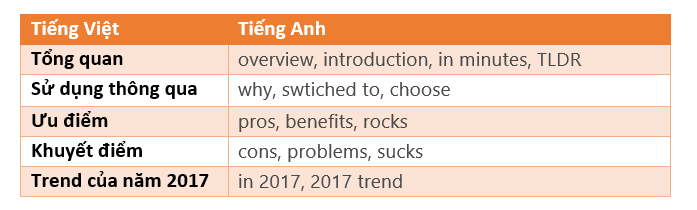 Tiếng Việt Tiếng Anh
Tổng quan overview, introduction, in minutes, TLDR
Sử dụng thông qua why, swtiched to, choose
Ưu điểm pros, benefits, rocks
Khuyết điểm cons, problems, sucks
Trend của năm 2017 in 2017, 2017 trend